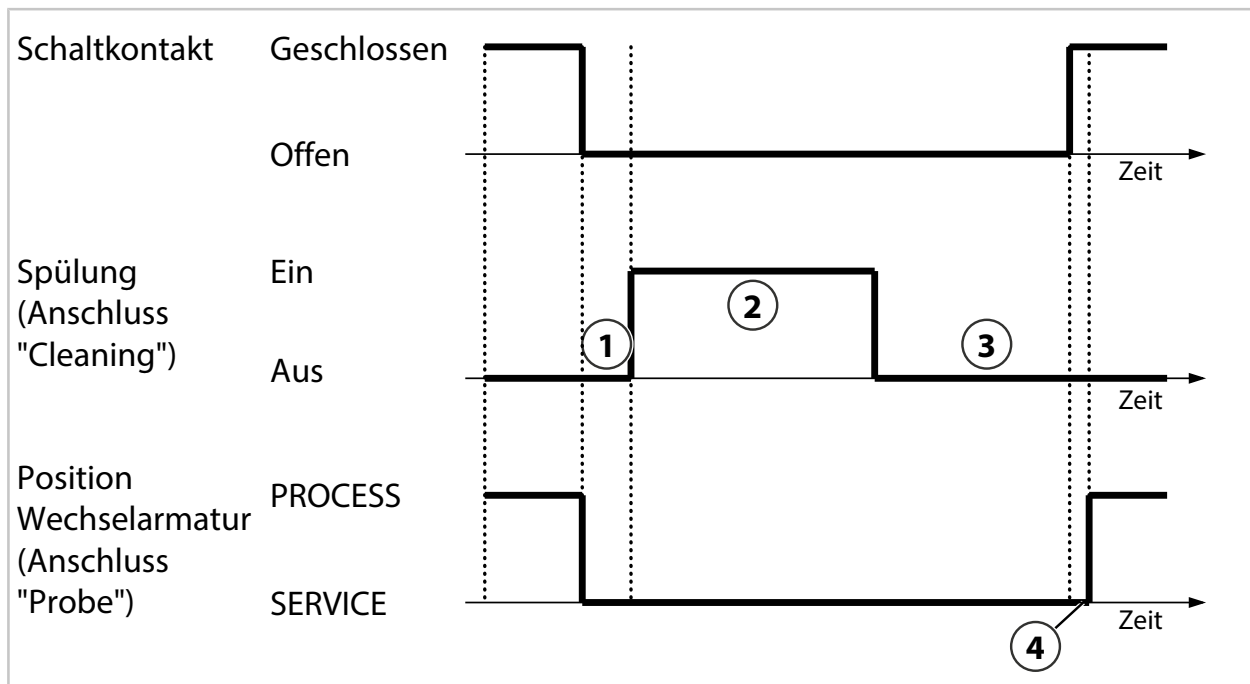 Schaltkontakt
Geschlossen
Offen
Zeit
Spülung
(Anschluss
"Cleaning")
Ein
Aus
1
2
3
Zeit
Position
Wechselarmatur
(Anschluss
"Probe")
PROCESS
SERVICE
4
Zeit